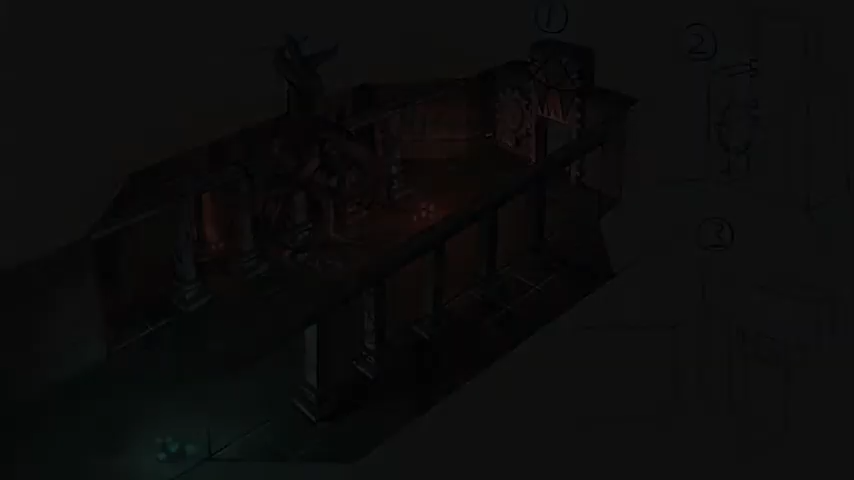 ①
②
③